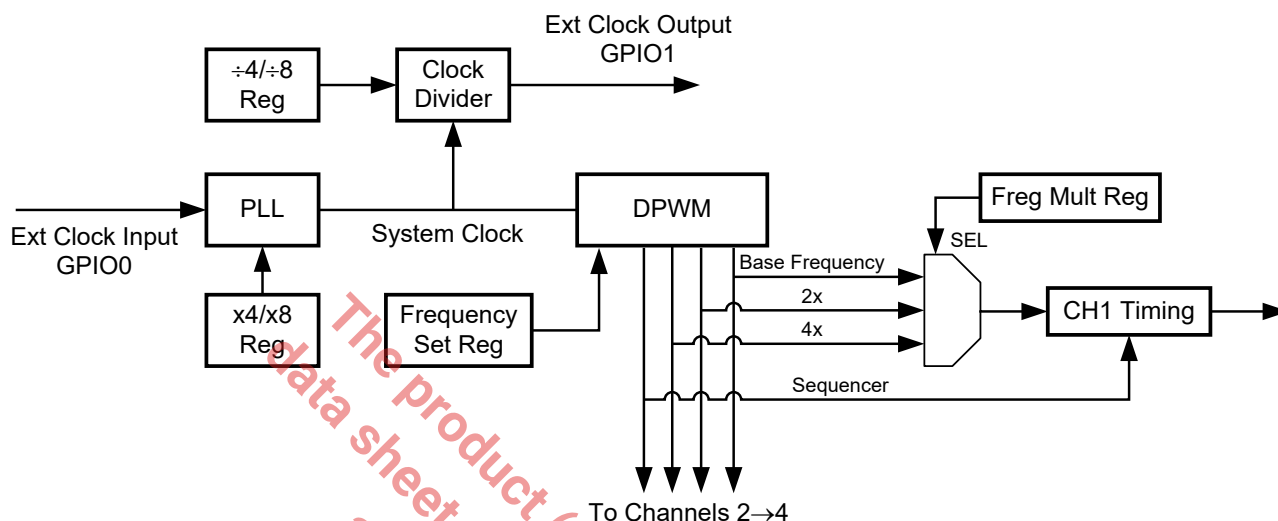 Ext Clock Output
GPIO1
÷4/÷8
Reg
Clock
Divider
PLL
DPWM
Freg Mult Reg
Ext Clock Input
GPIO0
System Clock
SEL
Base Frequency
2x
4x
x4/x8
Reg
Frequency
Set Reg
CH1 Timing
Sequencer
To Channels 2→4
The product
data sheet